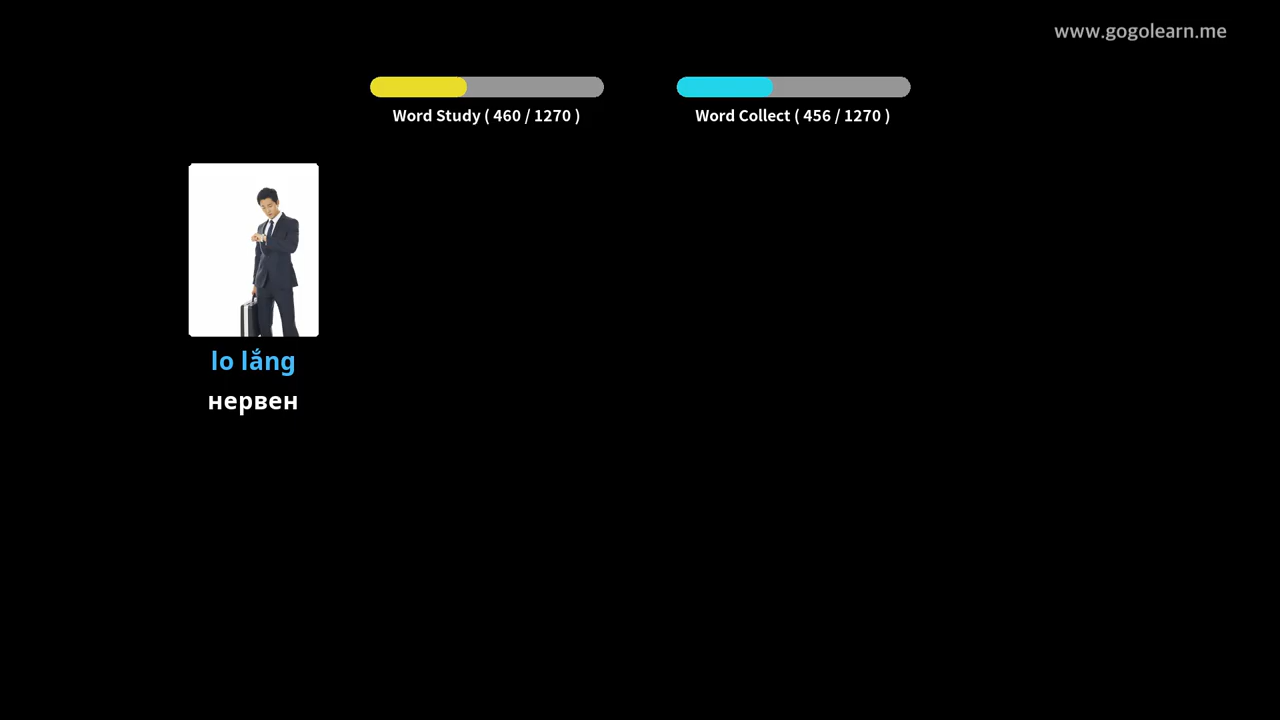 www.gogolearn.me
Word Study ( 460 / 1270 )
Word Collect ( 456 / 1270 )
lo lắng
нервен